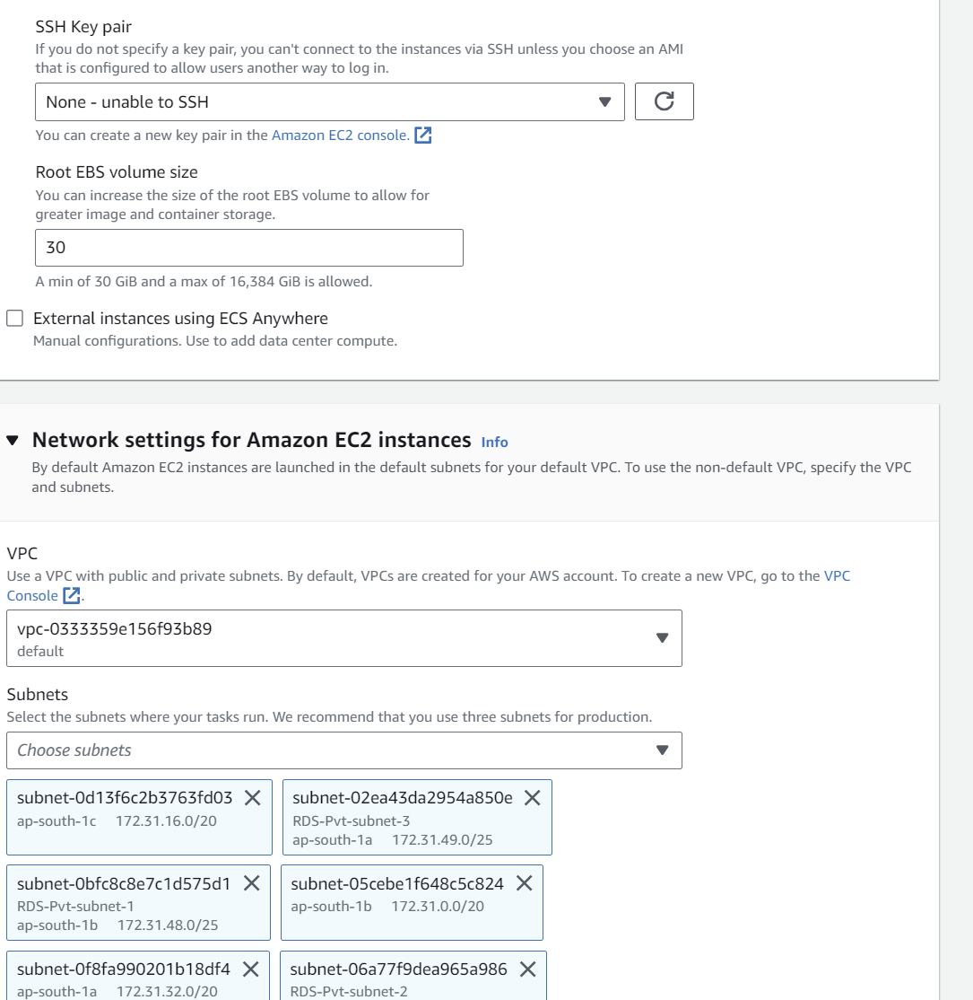 SSH Key pair
If you do not specify a key pair, you can't connect to the instances via SSH unless you choose an AMI
that is configured to allow users another way to log in.
None - unable to SSH
You can create a new key pair in the Amazon EC2 console.
Root EBS volume size
You can increase the size of the root EBS volume to allow for
greater image and container storage.
30
A min of 30 GiB and a max of 16,384 GiB is allowed.
External instances using ECS Anywhere
Manual configurations. Use to add data center compute.
Network settings for Amazon EC2 instances Info
By default Amazon EC2 instances are launched in the default subnets for your default VPC. To use the non-default VPC, specify the VPC
and subnets.
VPC
Use a VPC with public and private subnets. By default, VPCs are created for your AWS account. To create a new VPC, go to the VPC
Console .
vpc-0333359e156f93b89
default
Subnets
Select the subnets where your tasks run. We recommend that you use three subnets for production.
Choose subnets
subnet-0d13f6c2b3763fd03
ap-south-1c 172.31.16.0/20
subnet-02ea43da2954a850e
RDS-Pvt-subnet-3
ap-south-1a 172.31.49.0/25
subnet-0bfc8c8e7c1d575d1
RDS-Pvt-subnet-1
ap-south-1b 172.31.48.0/25
subnet-05cebe1f648c5c824
ap-south-1b 172.31.0.0/20
subnet-0f8fa990201b18df4
ap-south-1a 172.31.32.0/20
subnet-06a77f9dea965a986
RDS-Pvt-subnet-2